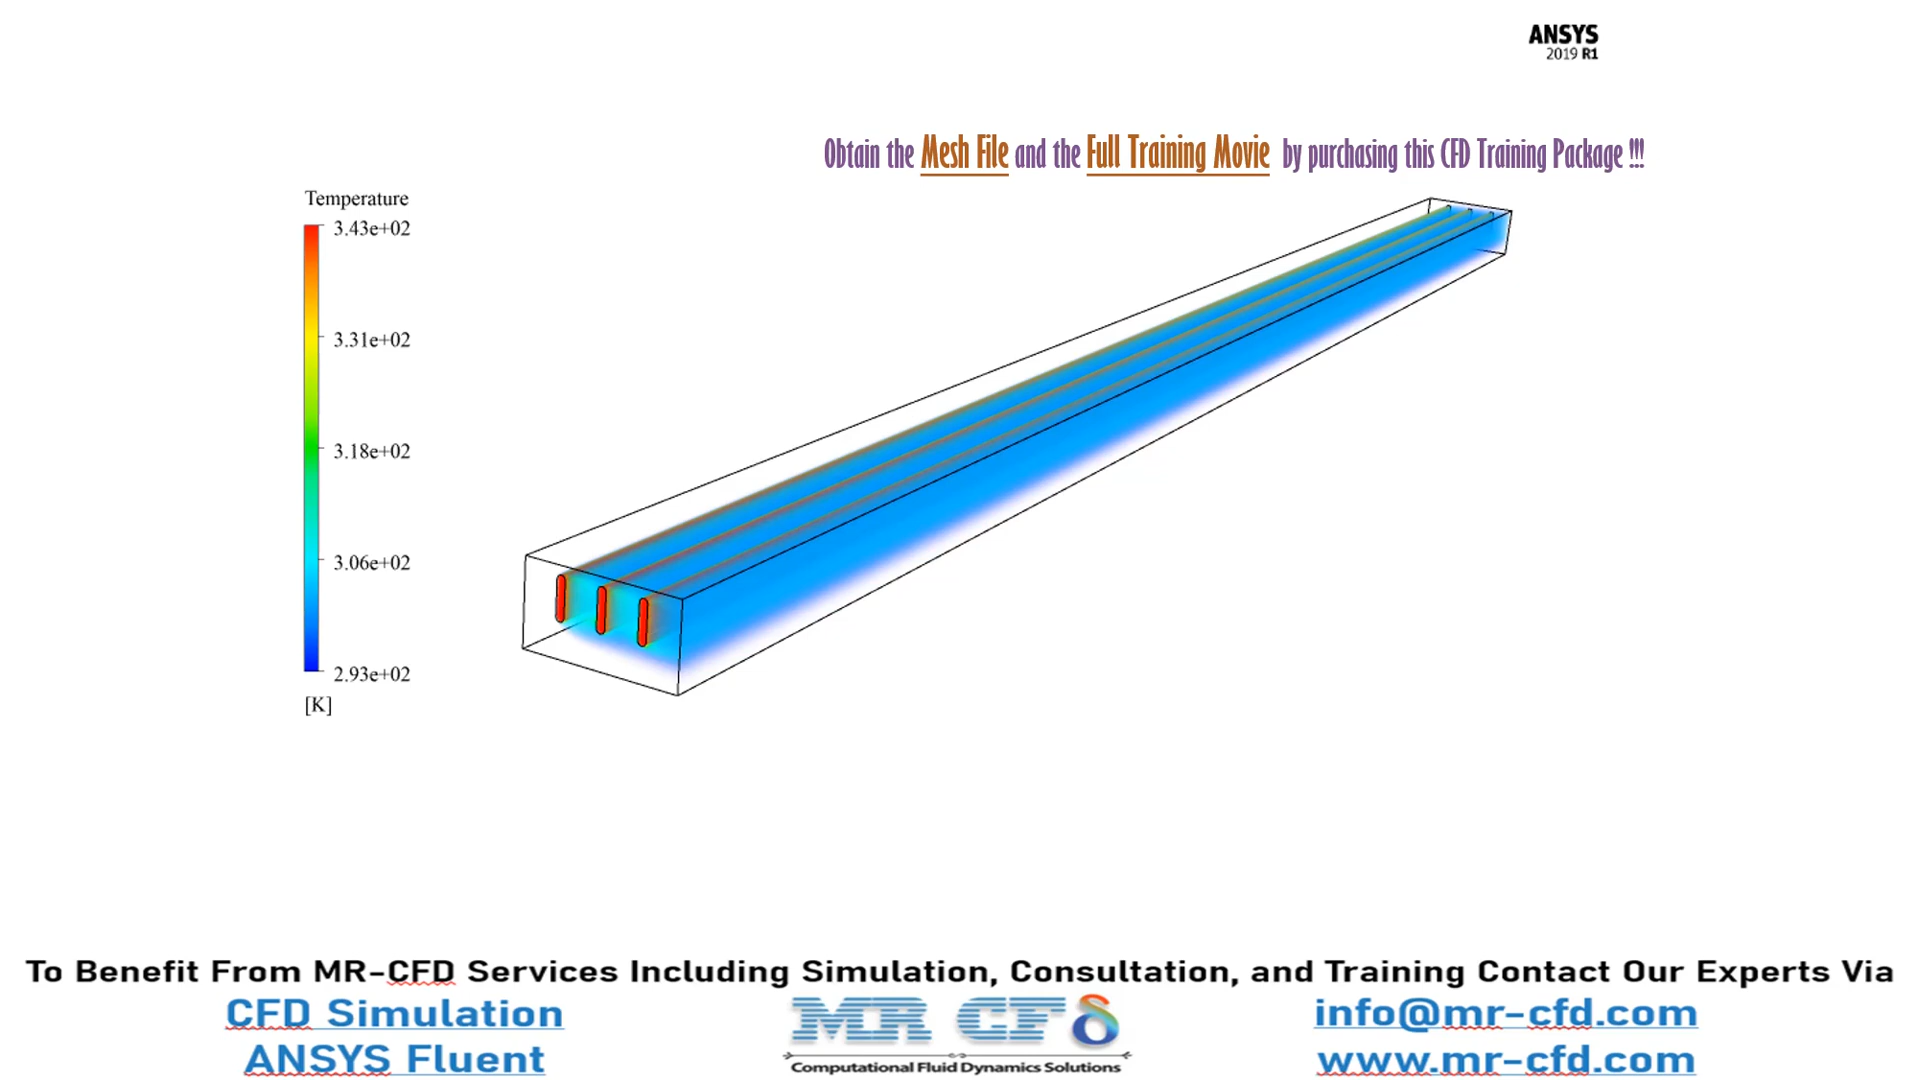 ANSYS
2019 R1
Obtain the Mesh File and the Full Training Movie by purchasing this CFD Training Package !!!
Temperature
3.43e+02
3.31e+02
3.18e+02
3.06e+02
2.93e+02
[K]
To Benefit From MR-CFD Services Including Simulation, Consultation, and Training Contact Our Experts Via
CFD Simulation
ANSYS Fluent
MR CFδ
Computational Fluid Dynamics Solutions
info@mr-cfd.com
www.mr-cfd.com